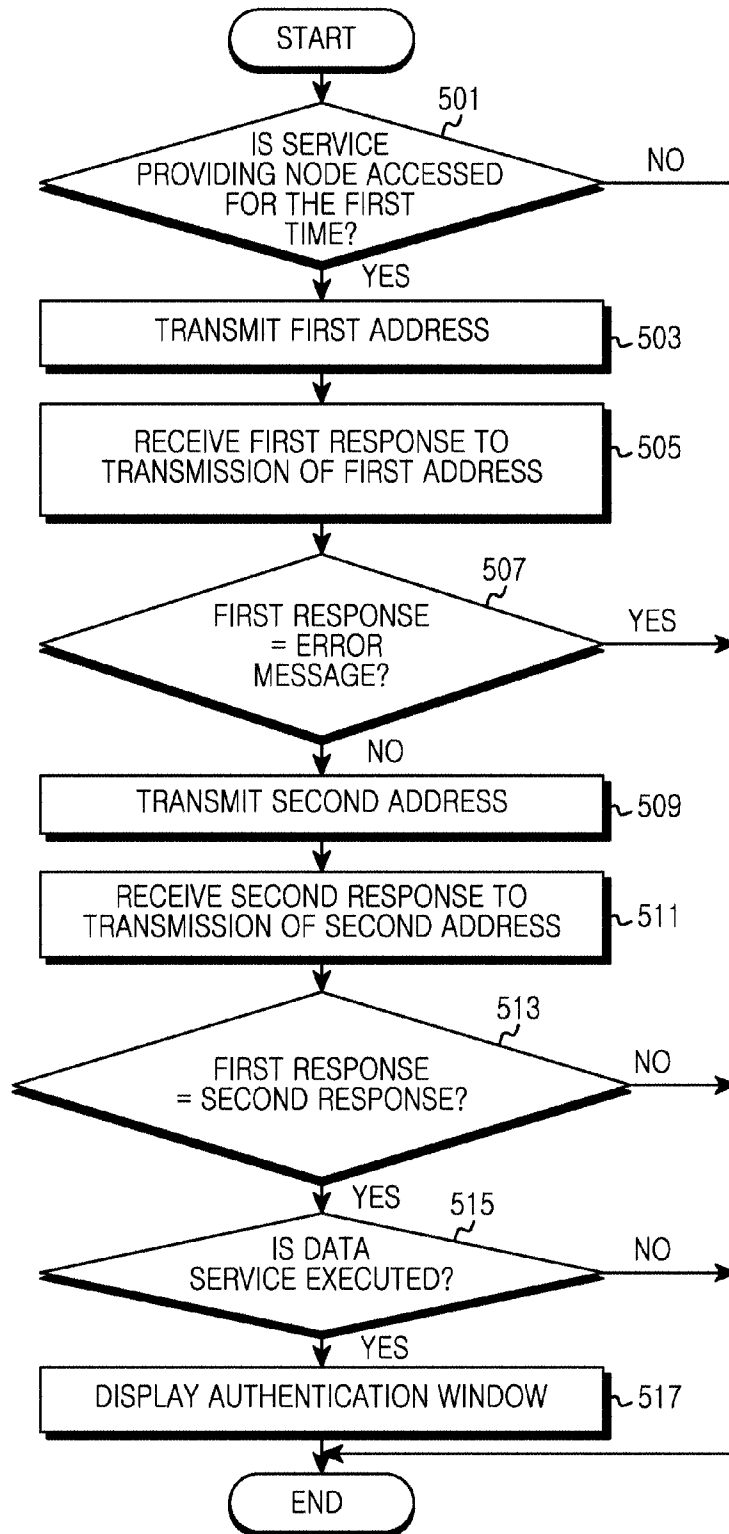 START
501
IS SERVICE
PROVIDING NODE ACCESSED
FOR THE FIRST
TIME?
NO
YES
TRANSMIT FIRST ADDRESS
503
RECEIVE FIRST RESPONSE TO
TRANSMISSION OF FIRST ADDRESS
505
507
FIRST RESPONSE
= ERROR
MESSAGE?
YES
NO
TRANSMIT SECOND ADDRESS
509
RECEIVE SECOND RESPONSE TO
TRANSMISSION OF SECOND ADDRESS
511
513
FIRST RESPONSE
= SECOND RESPONSE?
NO
YES
515
IS DATA
SERVICE EXECUTED?
NO
YES
DISPLAY AUTHENTICATION WINDOW
517
END